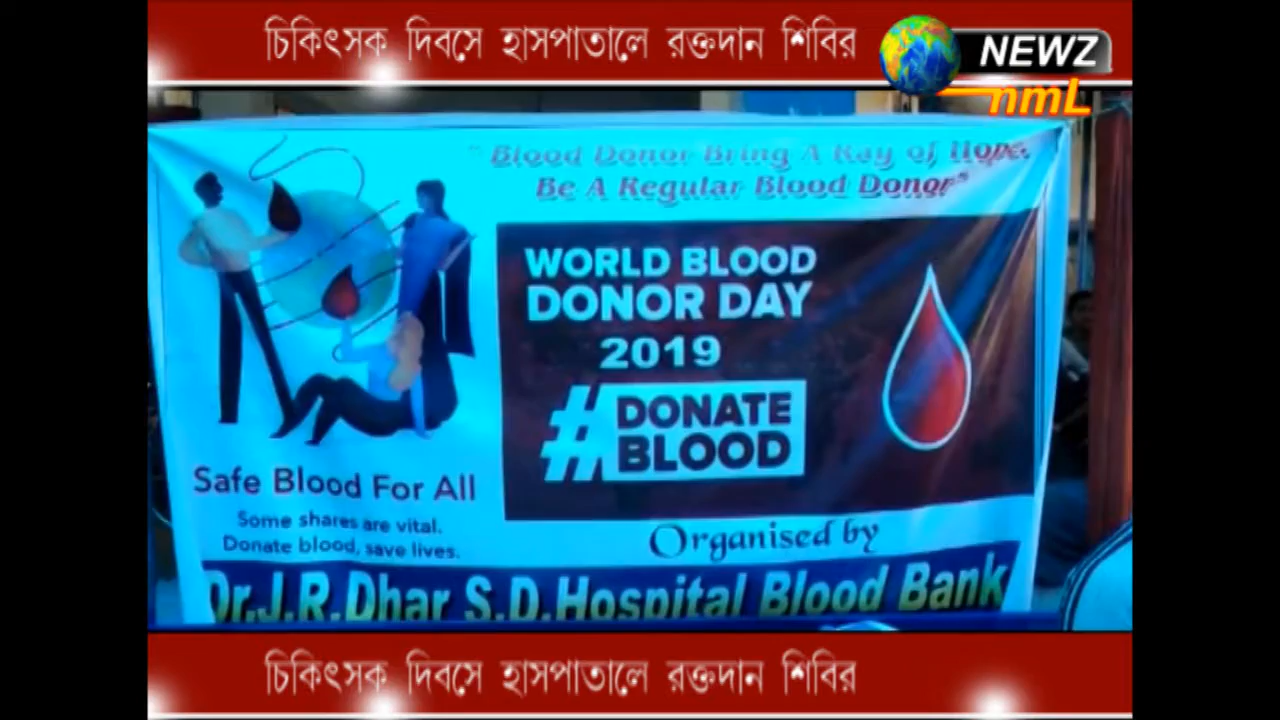 চিকিৎসক দিবসে হাসপাতালে রক্তদান শিবির
NEWZ
nmL
"Blood Donor Bring A Ray of Hope.
Be A Regular Blood Donor"
WORLD BLOOD
DONOR DAY
2019
#DONATE
BLOOD
Safe Blood For All
Some shares are vital.
Donate blood, save lives.
Organised by
Dr.J.R.Dhar S.D.Hospital Blood Bank
চিকিৎসক দিবসে হাসপাতালে রক্তদান শিবির